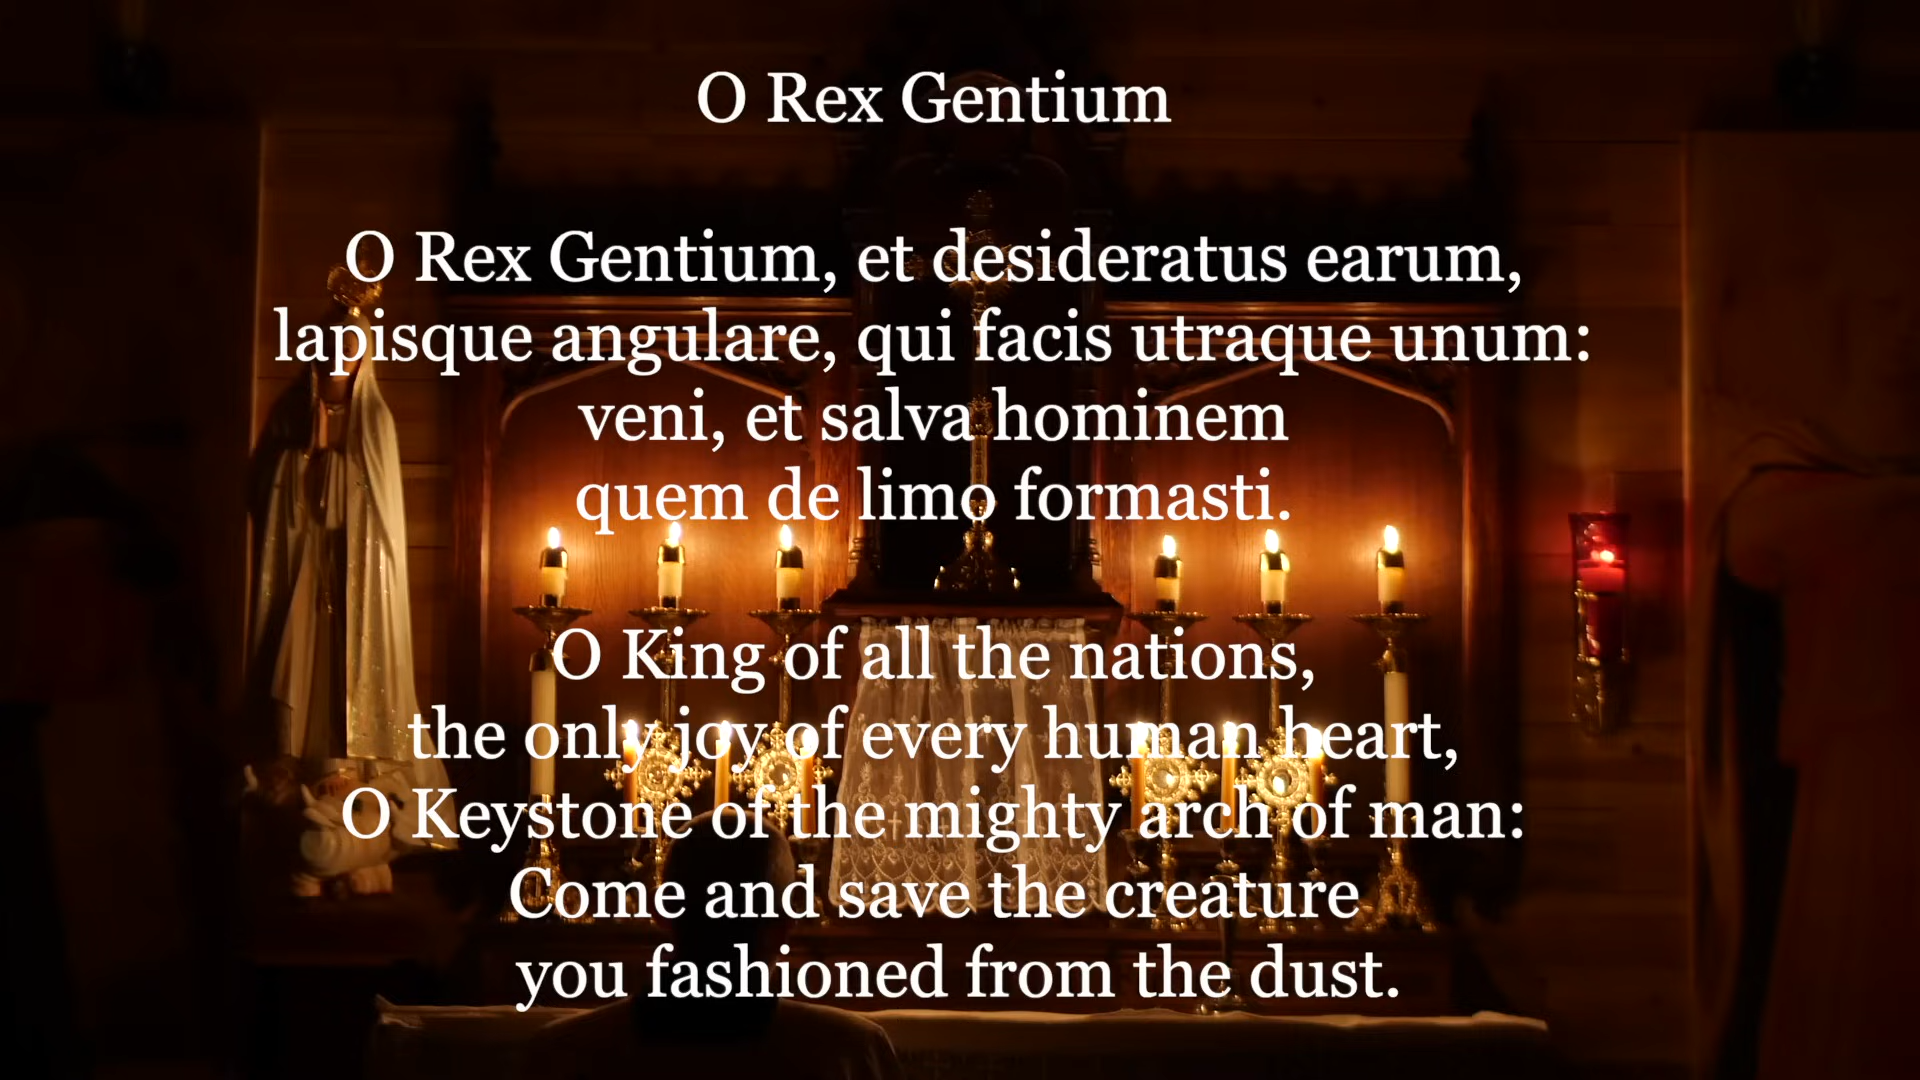 O Rex Gentium
O Rex Gentium, et desideratus earum,
lapisque angulare, qui facis utraque unum:
veni, et salva hominem
quem de limo formasti.
O King of all the nations,
the only joy of every human heart,
O Keystone of the mighty arch of man:
Come and save the creature
you fashioned from the dust.